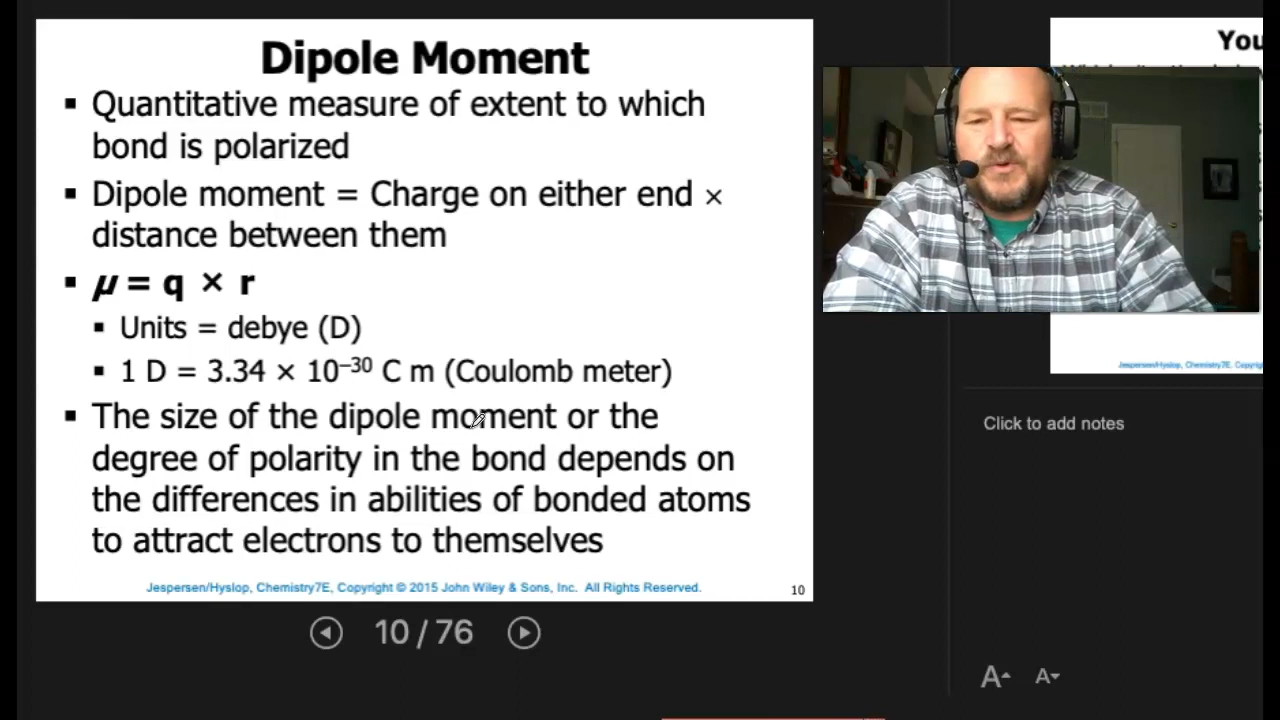 Dipole Moment
▪ Quantitative measure of extent to which
bond is polarized
▪ Dipole moment = Charge on either end ×
distance between them
▪ μ = q × r
▪ Units = debye (D)
▪ 1 D = 3.34 × 10⁻³⁰ C m (Coulomb meter)
▪ The size of the dipole moment or the
degree of polarity in the bond depends on
the differences in abilities of bonded atoms
to attract electrons to themselves
Jespersen/Hyslop, Chemistry7E, Copyright © 2015 John Wiley & Sons, Inc. All Rights Reserved.
10
10 / 76
You
Jespersen/Hyslop, Chemistry7E, Copyrig
Click to add notes
A A